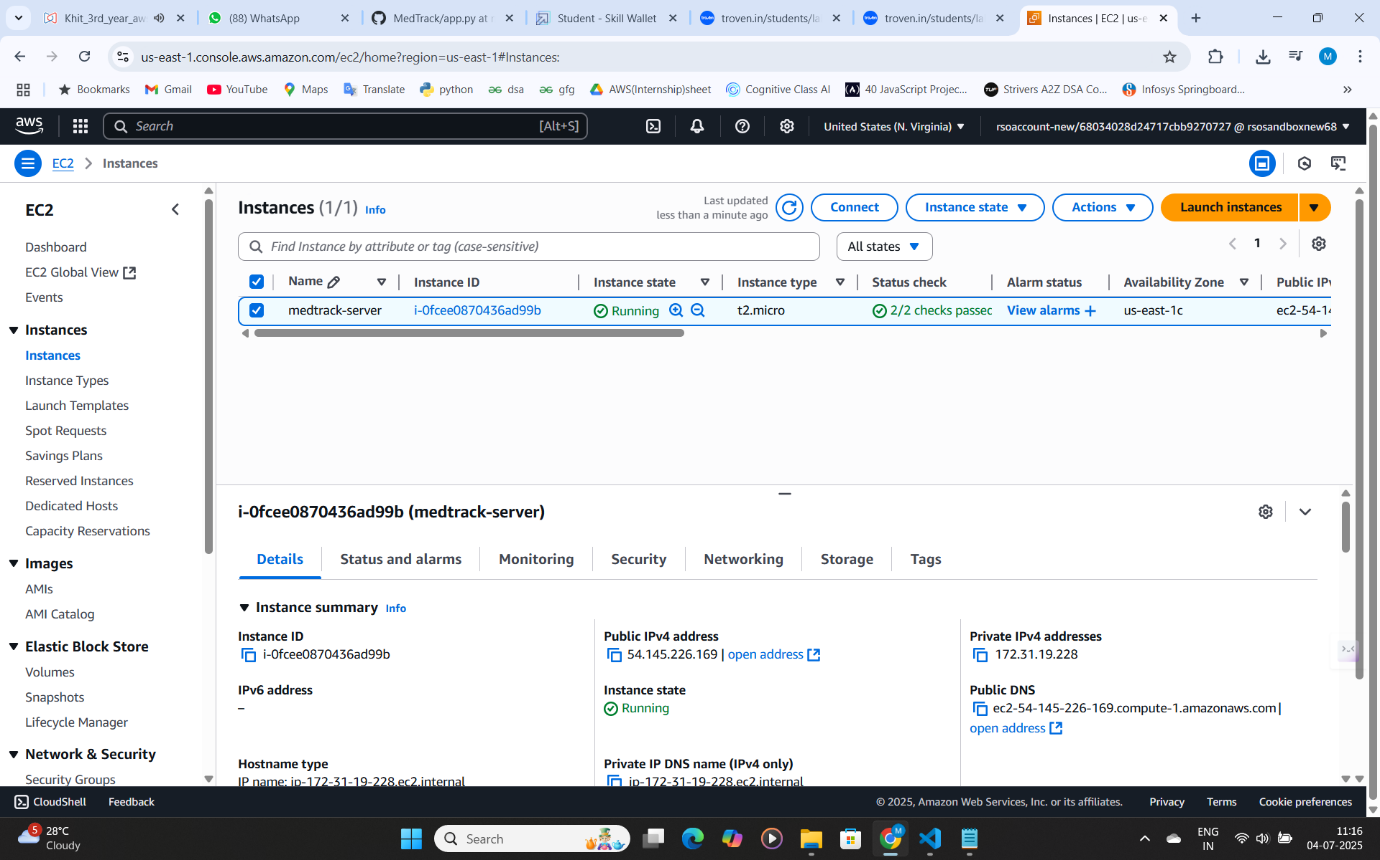 Khit_3rd_year_aw
(88) WhatsApp
MedTrack/app.py at
Student - Skill Wallet
troven.in/students/la
troven.in/students/la
Instances | EC2 | us-e
us-east-1.console.aws.amazon.com/ec2/home?region=us-east-1#Instances:
M
Bookmarks
Gmail
YouTube
Maps
Translate
python
dsa
gfg
AWS(Internship)sheet
Cognitive Class AI
40 JavaScript Projec...
Strivers A2Z DSA Co...
Infosys Springboard...
aws
Search [Alt+S]
United States (N. Virginia)
rsoaccount-new/68034028d24717cbb9270727 @ rsosandboxnew68
EC2 > Instances
EC2
Dashboard
EC2 Global View
Events
Instances
Instances
Instance Types
Launch Templates
Spot Requests
Savings Plans
Reserved Instances
Dedicated Hosts
Capacity Reservations
Images
AMIs
AMI Catalog
Elastic Block Store
Volumes
Snapshots
Lifecycle Manager
Network & Security
Security Groups
Instances (1/1) Info
Last updated
less than a minute ago
Connect
Instance state
Actions
Launch instances
Find Instance by attribute or tag (case-sensitive)
All states
1
Name Instance ID Instance state Instance type Status check Alarm status Availability Zone Public IPv
medtrack-server i-0fcee0870436ad99b Running t2.micro 2/2 checks passec View alarms + us-east-1c ec2-54-14
i-0fcee0870436ad99b (medtrack-server)
Details Status and alarms Monitoring Security Networking Storage Tags
Instance summary Info
Instance ID
i-0fcee0870436ad99b
Public IPv4 address
54.145.226.169 | open address
Private IPv4 addresses
172.31.19.228
IPv6 address
–
Instance state
Running
Public DNS
ec2-54-145-226-169.compute-1.amazonaws.com |
open address
Hostname type
IP name: ip-172-31-19-228.ec2.internal
Private IP DNS name (IPv4 only)
ip-172-31-19-228.ec2.internal
CloudShell
Feedback
© 2025, Amazon Web Services, Inc. or its affiliates.
Privacy
Terms
Cookie preferences
5
28°C
Cloudy
Search
M
ENG
IN
11:16
04-07-2025